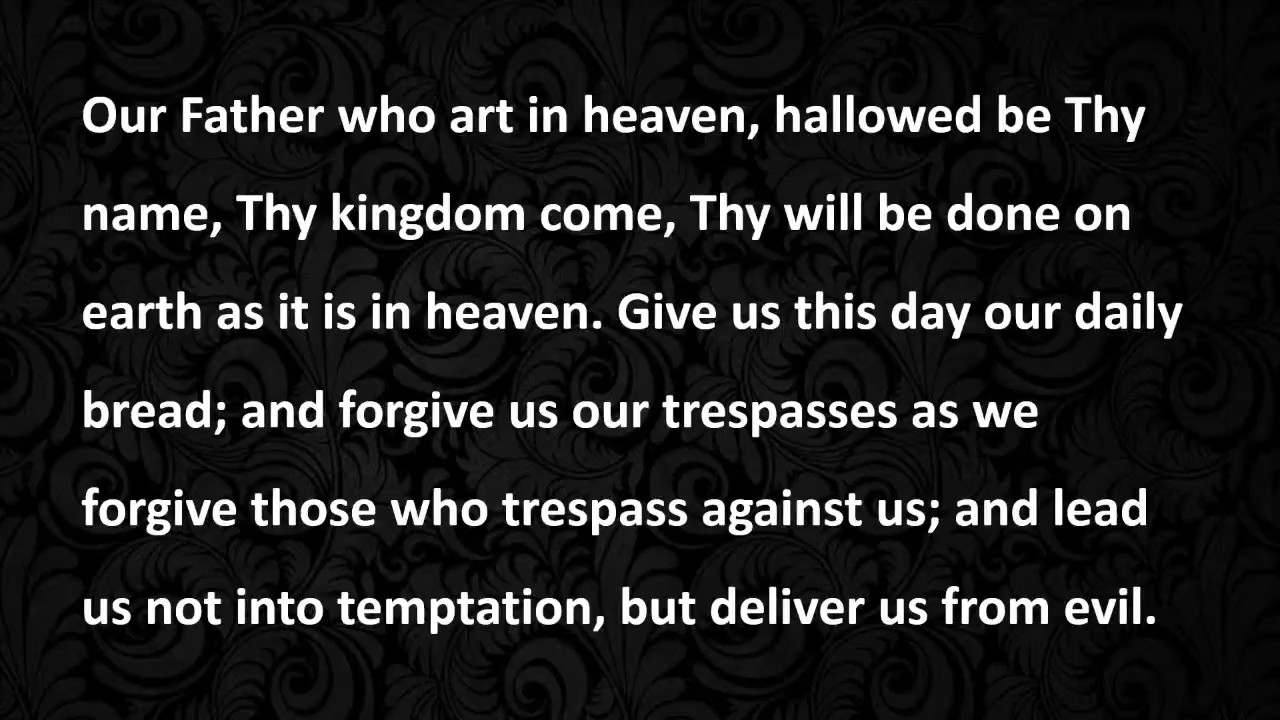 Our Father who art in heaven, hallowed be Thy
name, Thy kingdom come, Thy will be done on
earth as it is in heaven. Give us this day our daily
bread; and forgive us our trespasses as we
forgive those who trespass against us; and lead
us not into temptation, but deliver us from evil.